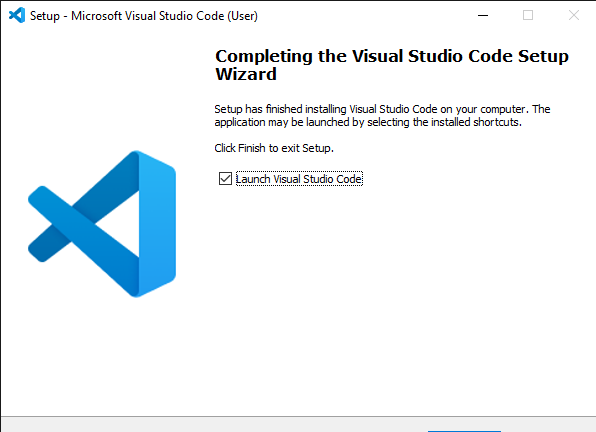 Setup - Microsoft Visual Studio Code (User)
Completing the Visual Studio Code Setup
Wizard
Setup has finished installing Visual Studio Code on your computer. The
application may be launched by selecting the installed shortcuts.
Click Finish to exit Setup.
Launch Visual Studio Code